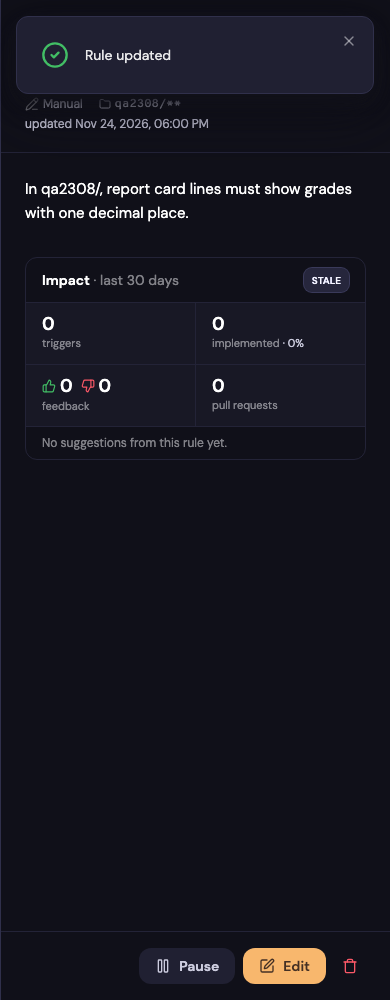 Rule updated
Manual qa2308/**
updated Nov 24, 2026, 06:00 PM
In qa2308/, report card lines must show grades
with one decimal place.
Impact · last 30 days STALE
0 0
triggers implemented · 0%
0 0 0
feedback pull requests
No suggestions from this rule yet.
Pause Edit